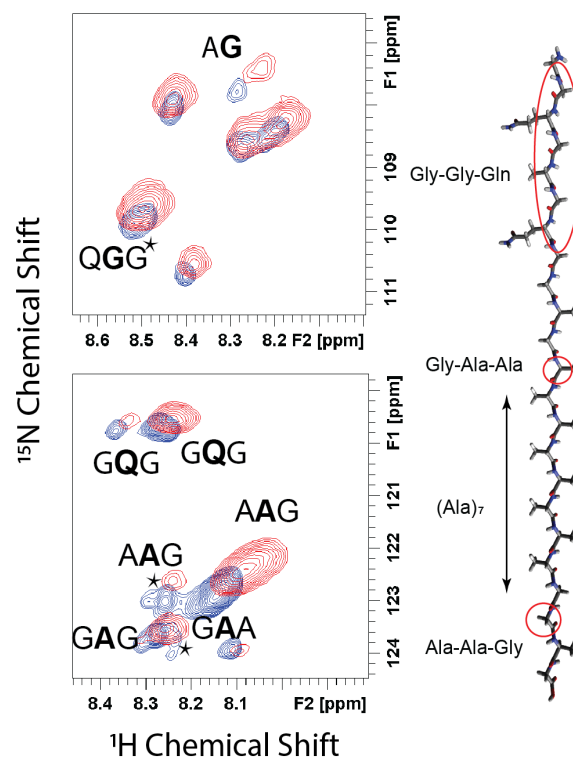 AG
F1 [ppm]
109
110
111
QGG
8.6 8.5 8.4 8.3 8.2 F2 [ppm]
¹⁵N Chemical Shift
F1 [ppm]
121
122
123
124
GQG GQG
AAG
AAG
GAG GAA
8.4 8.3 8.2 8.1 F2 [ppm]
¹H Chemical Shift
Gly-Gly-Gln
Gly-Ala-Ala
(Ala)₇
Ala-Ala-Gly